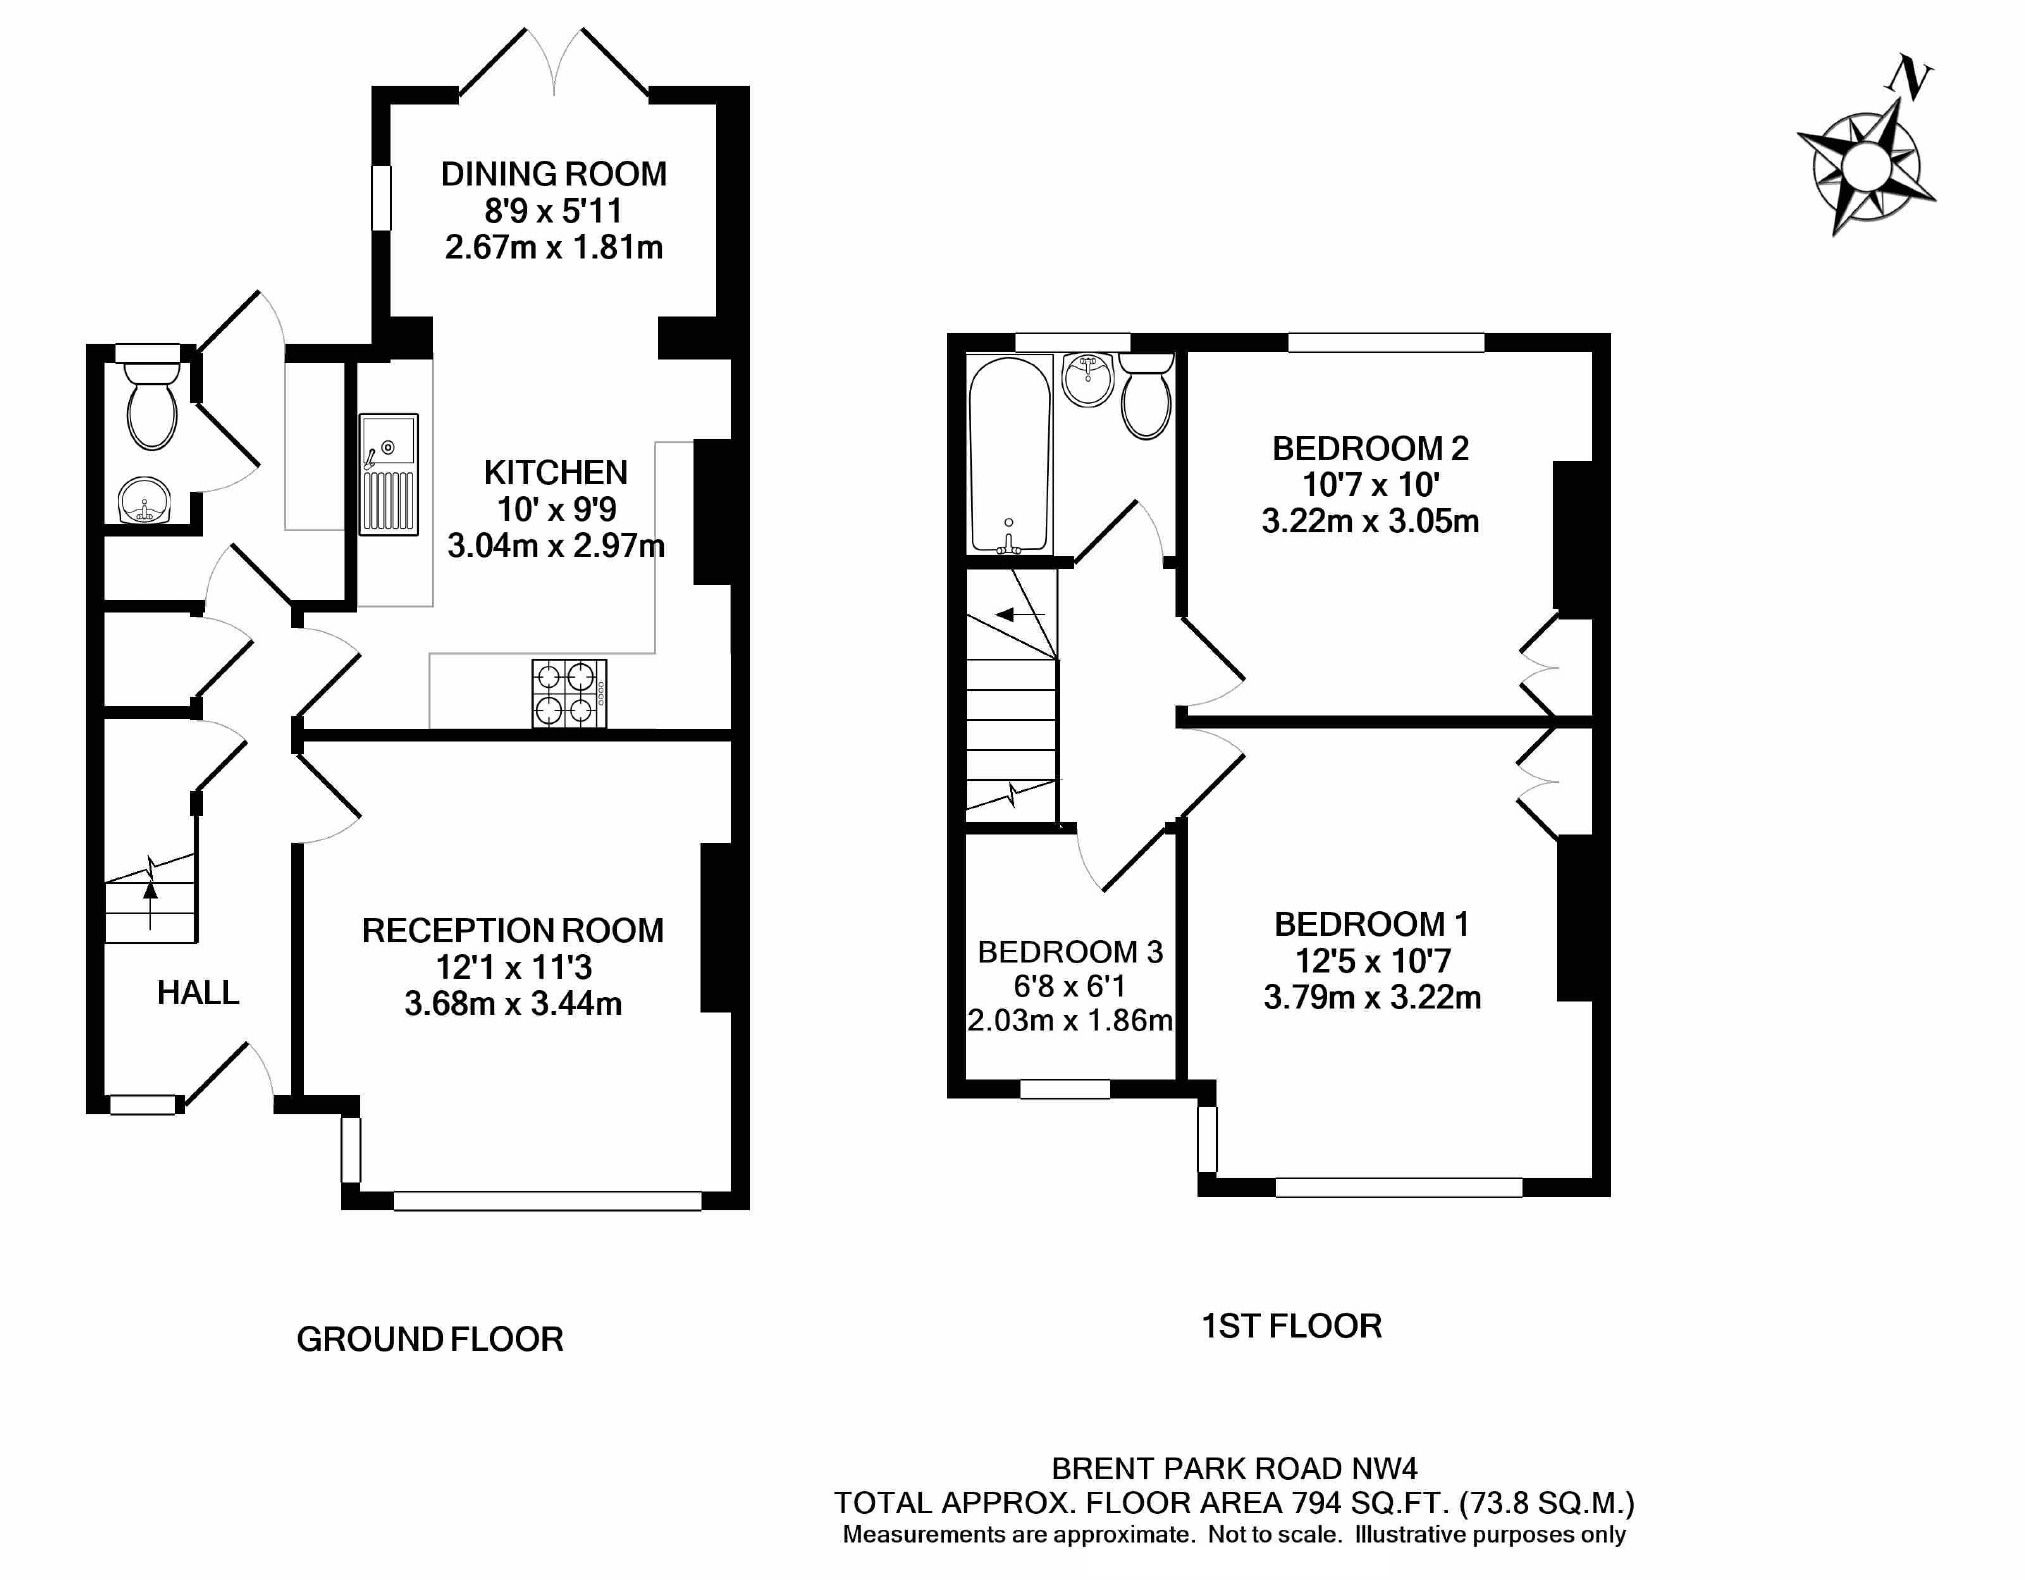 N
DINING ROOM
8'9 x 5'11
2.67m x 1.81m
KITCHEN
10' x 9'9
3.04m x 2.97m
RECEPTION ROOM
12'1 x 11'3
3.68m x 3.44m
HALL
GROUND FLOOR
BEDROOM 2
10'7 x 10'
3.22m x 3.05m
BEDROOM 1
12'5 x 10'7
3.79m x 3.22m
BEDROOM 3
6'8 x 6'1
2.03m x 1.86m
1ST FLOOR
BRENT PARK ROAD NW4
TOTAL APPROX. FLOOR AREA 794 SQ.FT. (73.8 SQ.M.)
Measurements are approximate. Not to scale. Illustrative purposes only